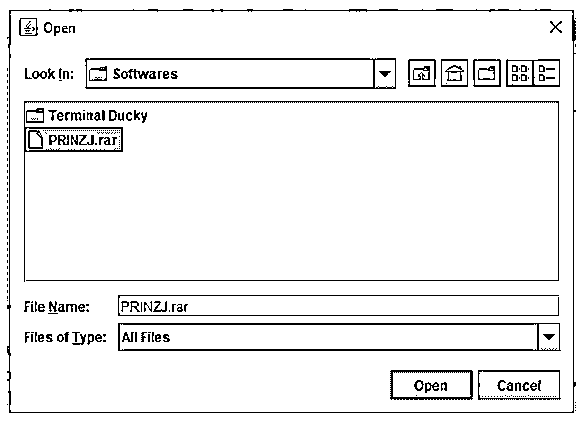 Open
Look In: Softwares
Terminal Ducky
PRINZJ.rar
File Name: PRINZJ.rar
Files of Type: All Files
Open Cancel